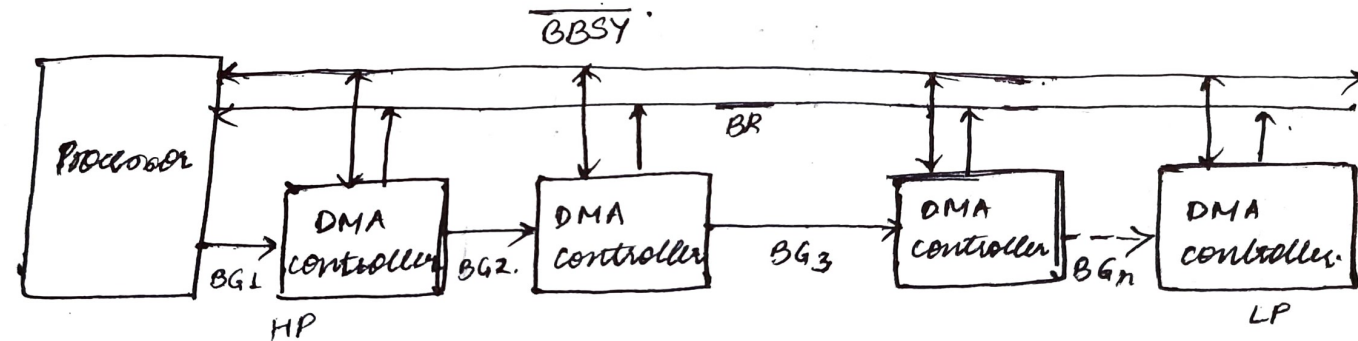 BBSY
BR
Processor
DMA
controller
DMA
controller
DMA
controller
DMA
controller
BG1
BG2.
BG3
BGn
HP
LP